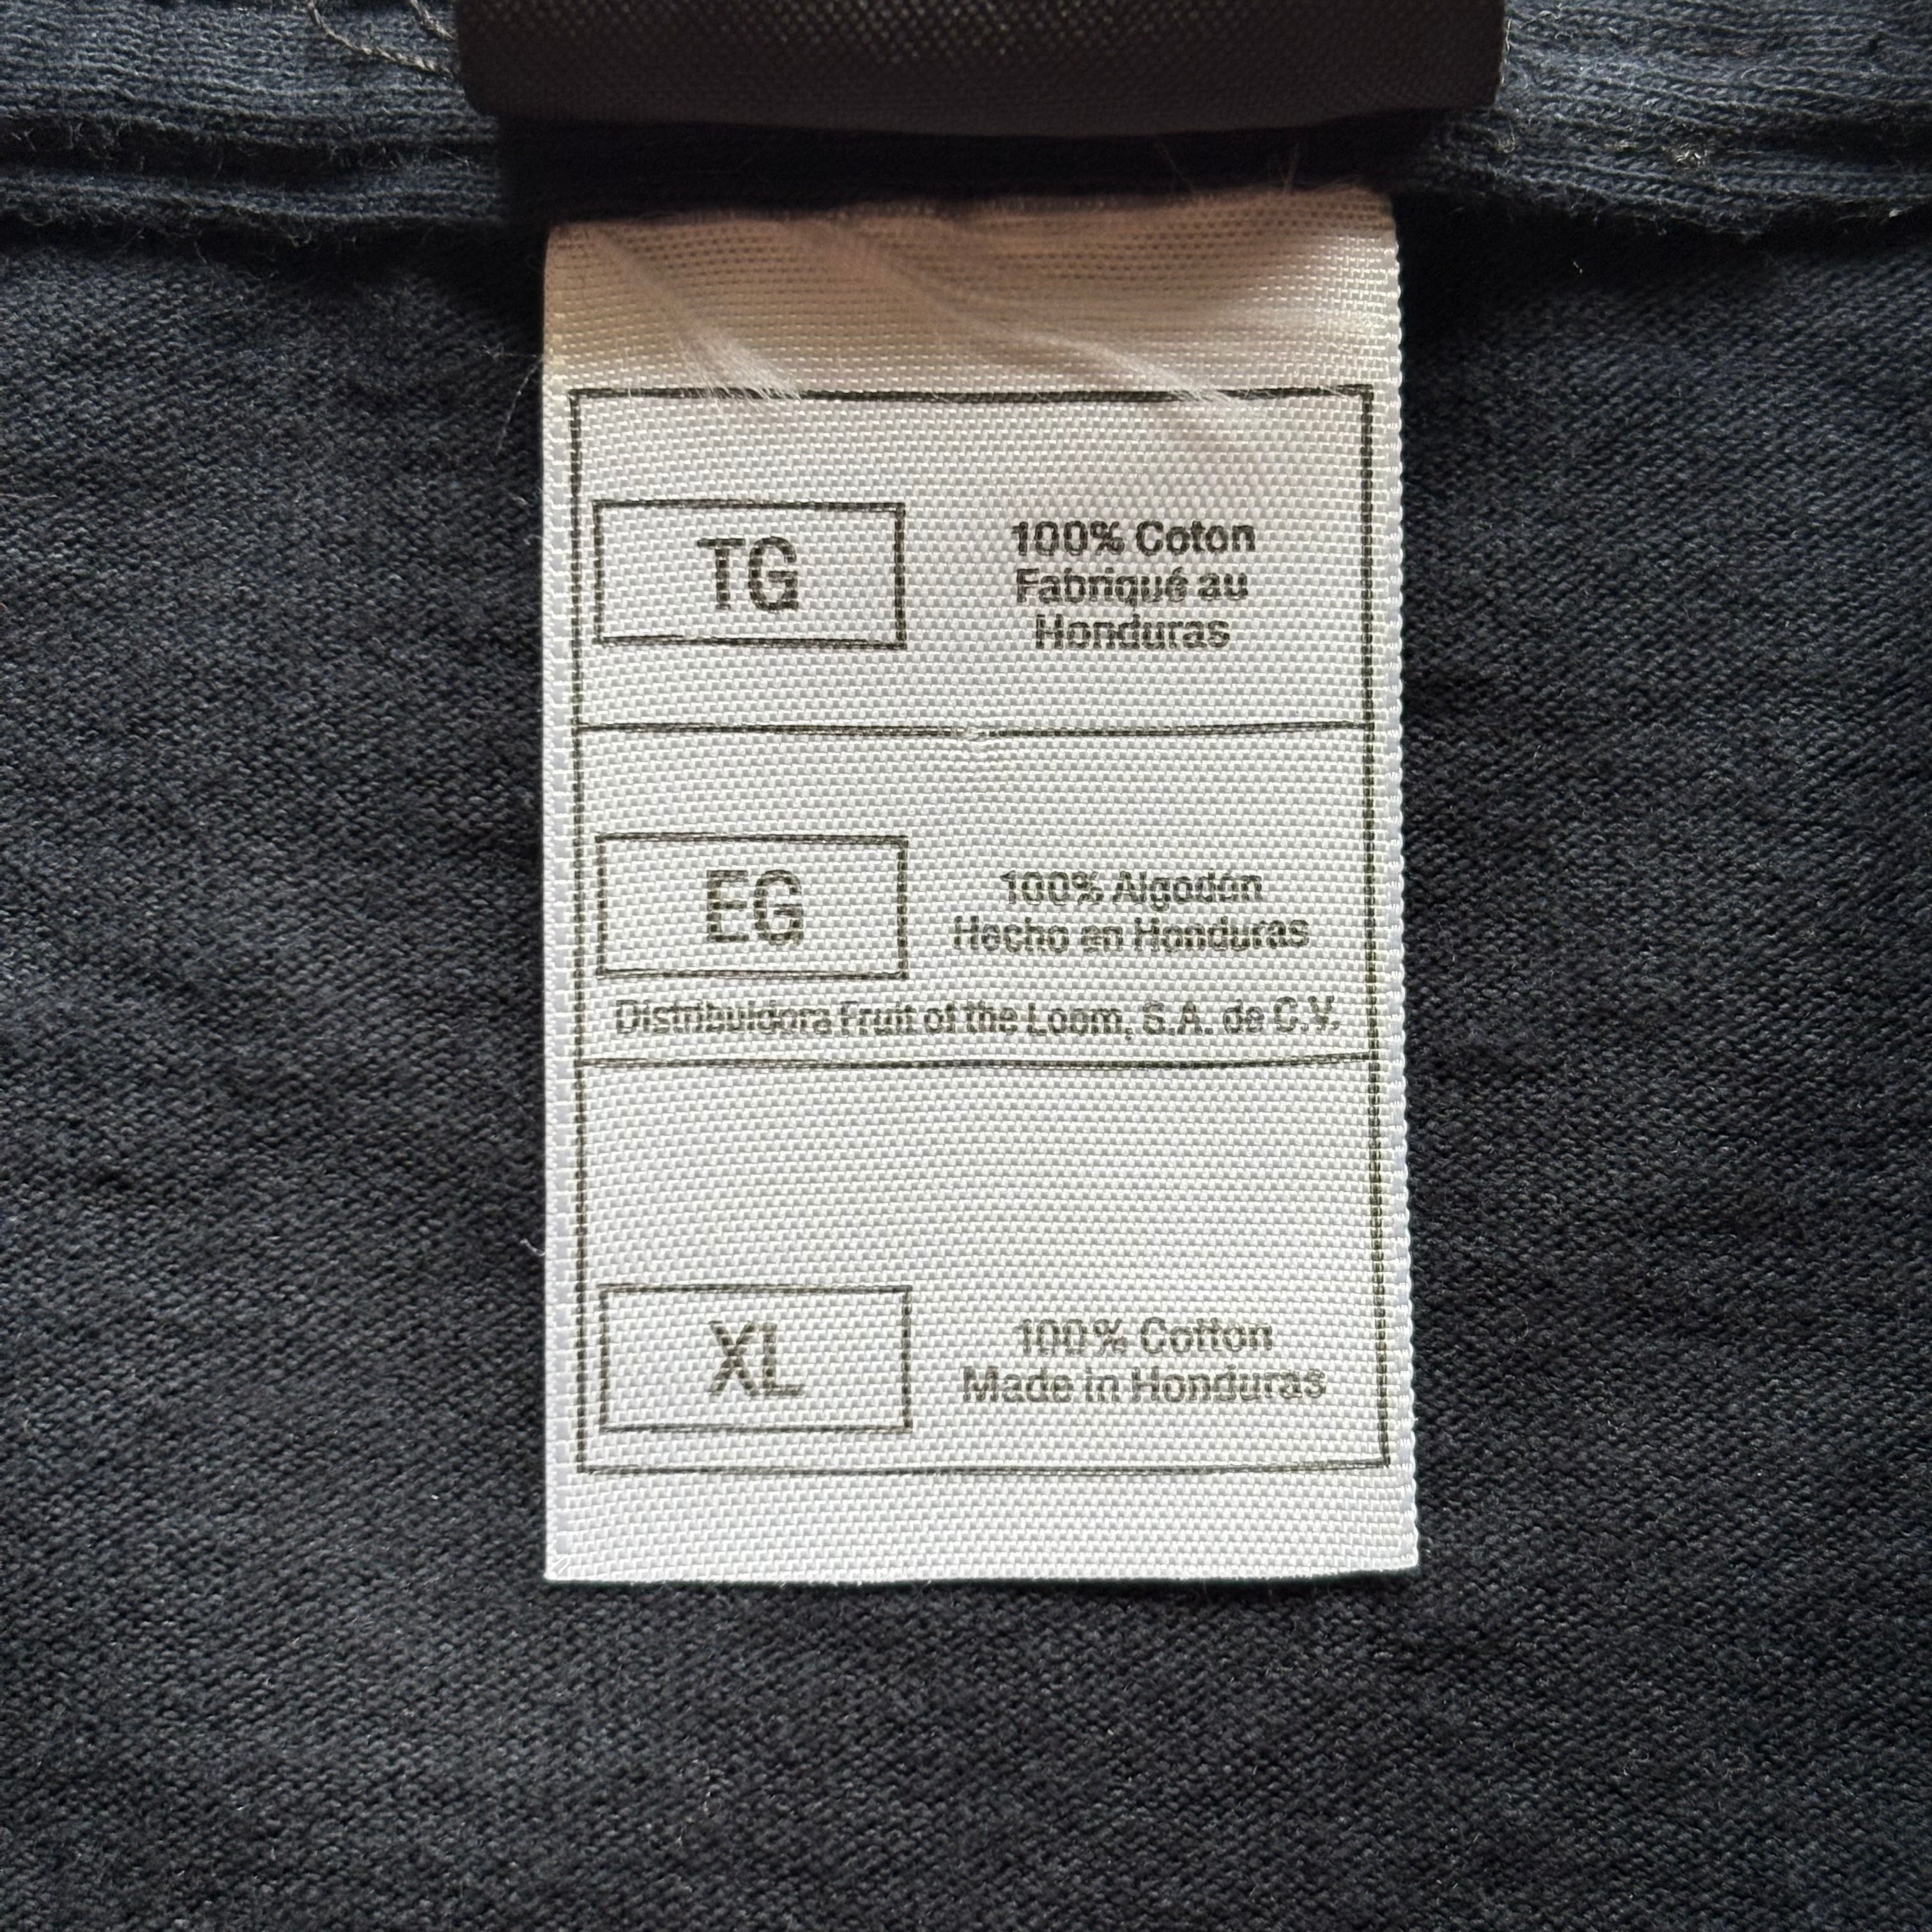 TG
100% Coton
Fabriqué au
Honduras
EG
100% Algodón
Hecho en Honduras
Distribuidora Fruit of the Loom, S.A. de C.V.
XL
100% Cotton
Made in Honduras